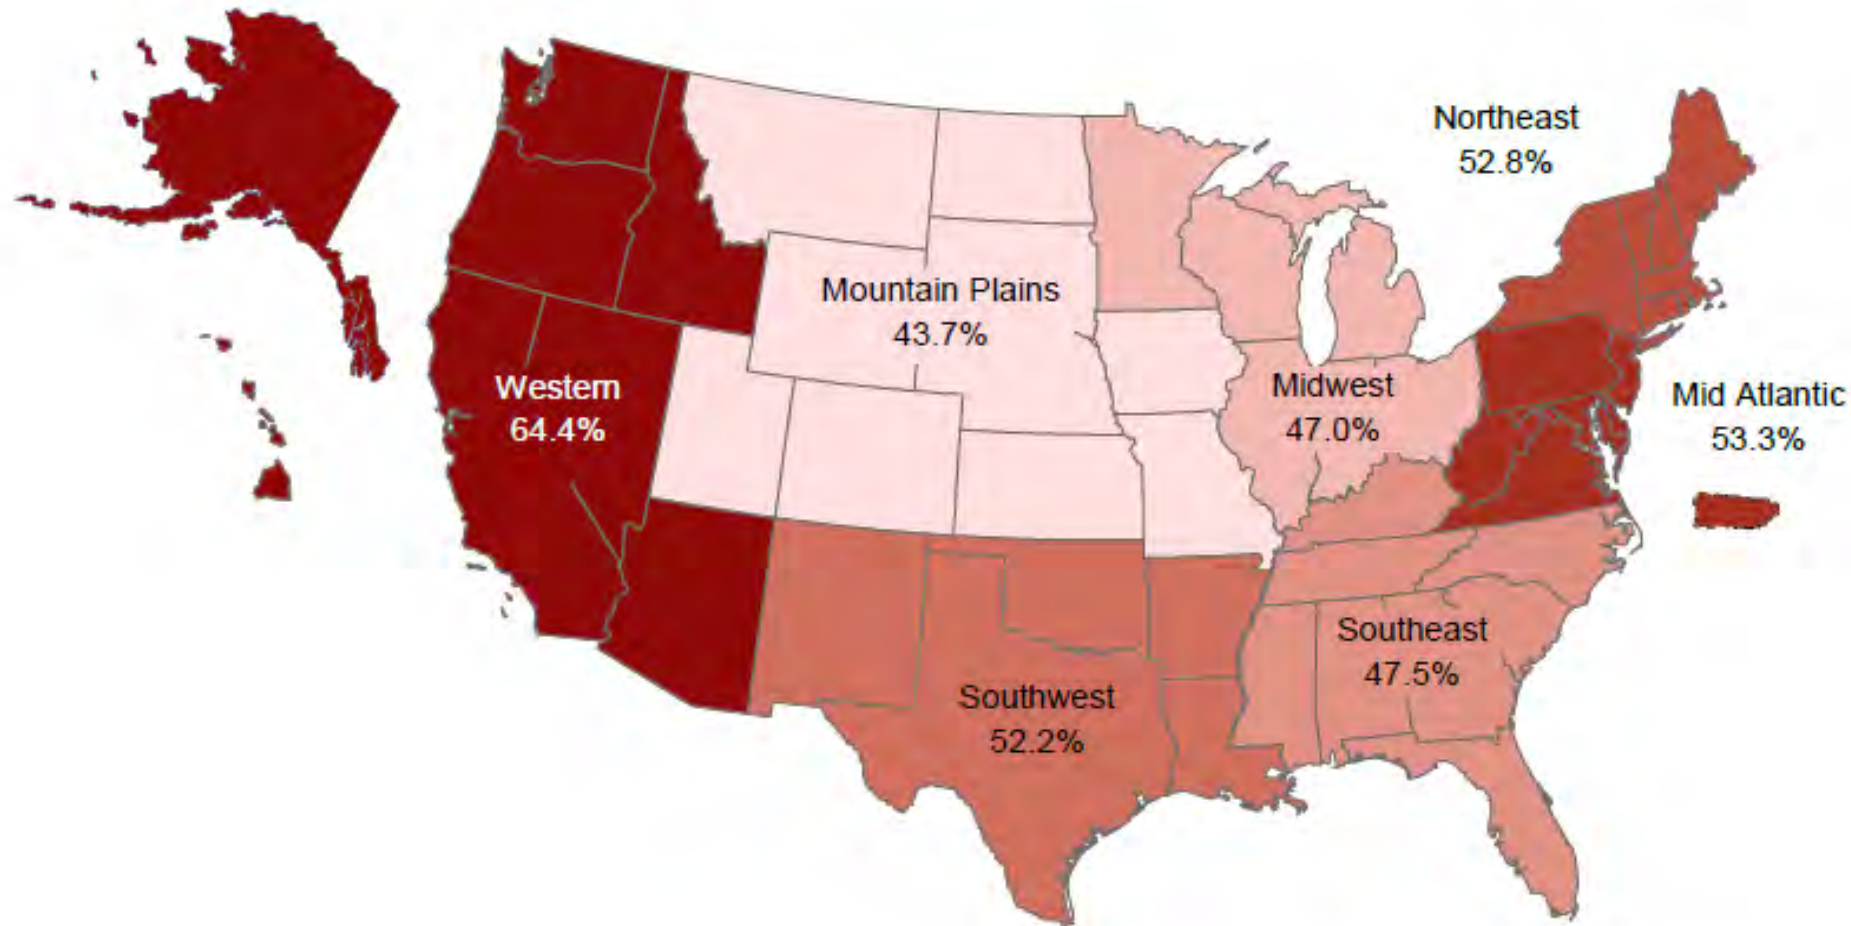 Northeast
52.8%
Mountain Plains
43.7%
Western
64.4%
Midwest
47.0%
Mid Atlantic
53.3%
Southeast
47.5%
Southwest
52.2%